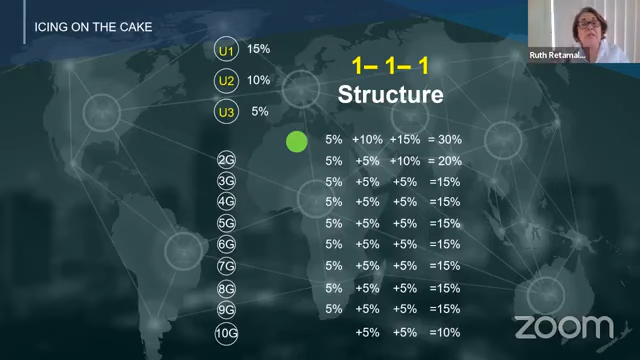 ICING ON THE CAKE
Ruth Retamal...
U1 15%
U2 10%
U3 5%
1– 1– 1
Structure
5% +10% +15% = 30%
2G 5% +5% +10% = 20%
3G 5% +5% +5% =15%
4G 5% +5% +5% =15%
5G 5% +5% +5% =15%
6G 5% +5% +5% =15%
7G 5% +5% +5% =15%
8G 5% +5% +5% =15%
9G 5% +5% +5% =15%
10G +5% +5% =10%
zoom